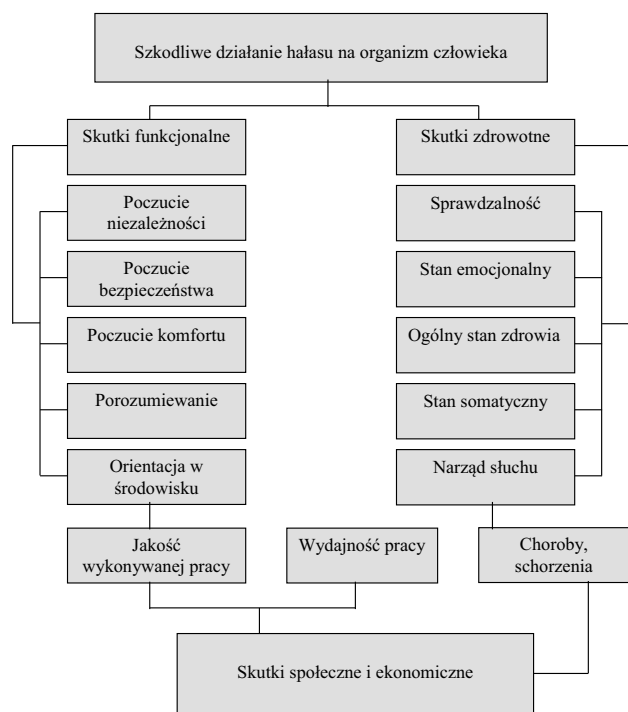 Szkodliwe działanie hałasu na organizm człowieka
Skutki funkcjonalne
Skutki zdrowotne
Poczucie
niezależności
Sprawdzalność
Poczucie
bezpieczeństwa
Stan emocjonalny
Poczucie komfortu
Ogólny stan zdrowia
Porozumiewanie
Stan somatyczny
Orientacja w
środowisku
Narząd słuchu
Jakość
wykonywanej pracy
Wydajność pracy
Choroby,
schorzenia
Skutki społeczne i ekonomiczne